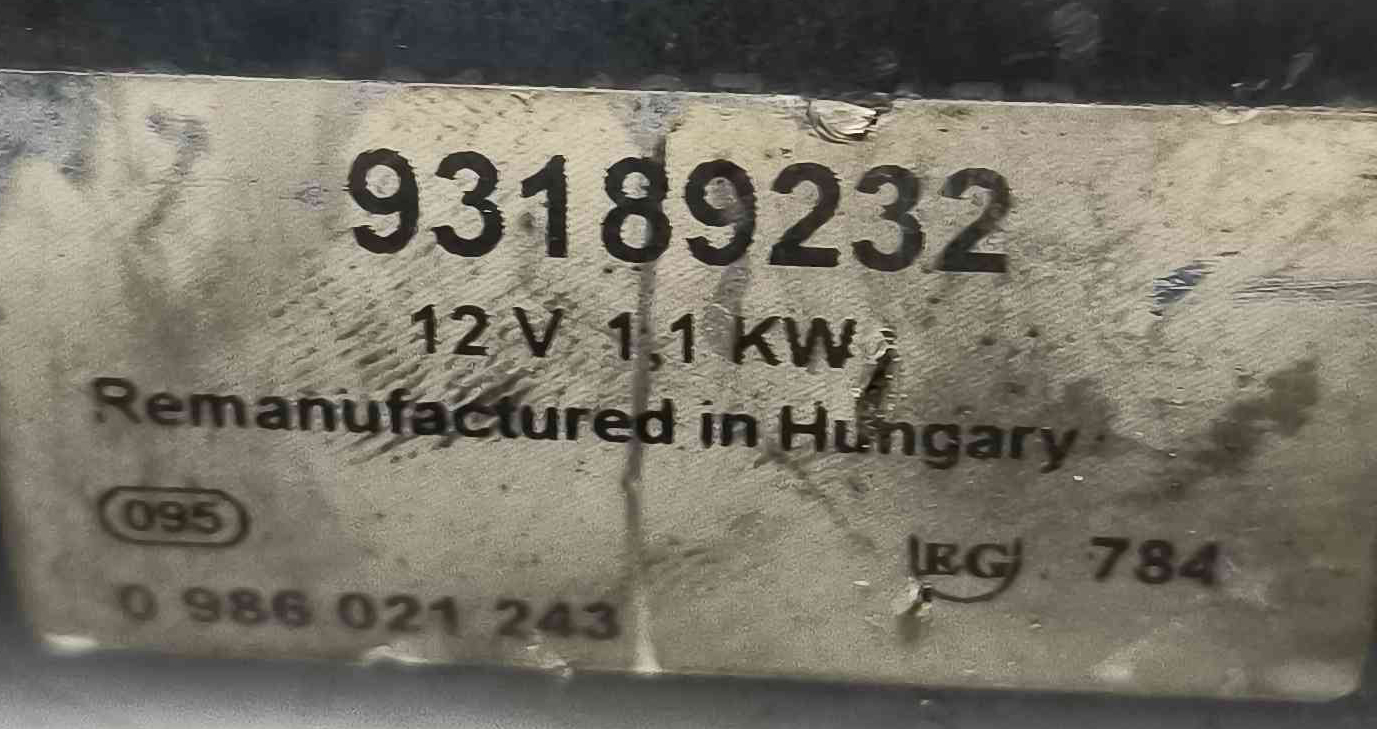 93189232
12 V 1,1 KW
Remanufactured in Hungary
095
EG 784
0 986 021 243